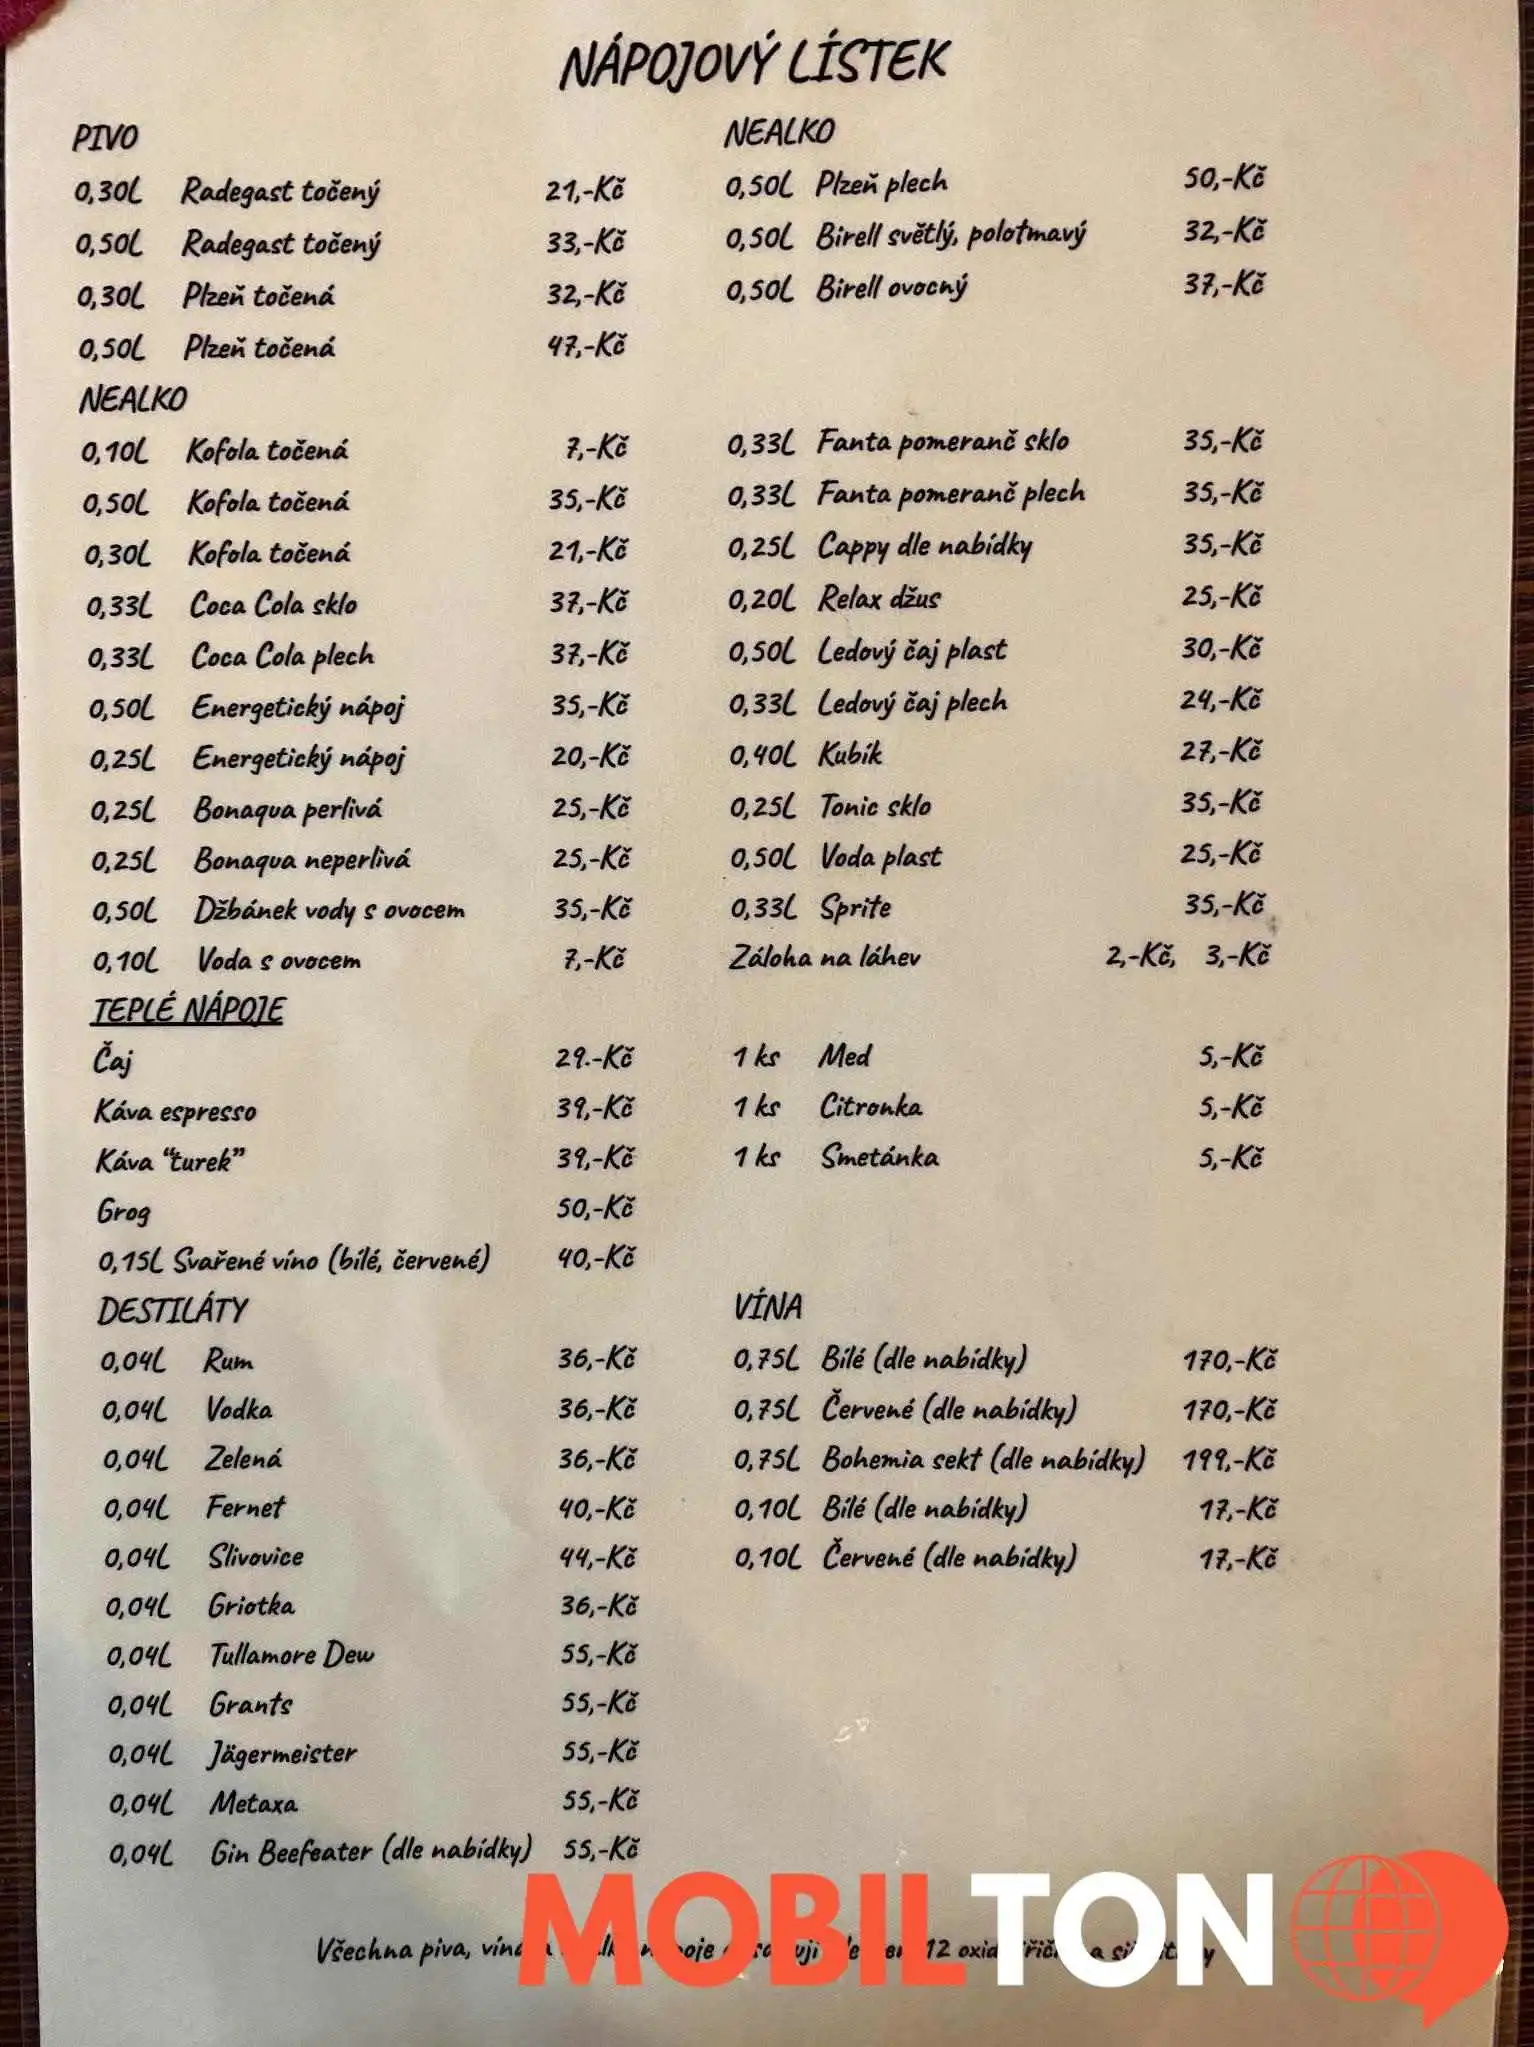 NÁPOJOVÝ LÍSTEK
PIVO
0,30L Radegast točený 21,-Kč
0,50L Radegast točený 33,-Kč
0,30L Plzeň točená 32,-Kč
0,50L Plzeň točená 47,-Kč
NEALKO
0,50L Plzeň plech 50,-Kč
0,50L Birell světlý, polotmavý 32,-Kč
0,50L Birell ovocný 37,-Kč
NEALKO
0,10L Kofola točená 7,-Kč
0,50L Kofola točená 35,-Kč
0,30L Kofola točená 21,-Kč
0,33L Coca Cola sklo 37,-Kč
0,33L Coca Cola plech 37,-Kč
0,50L Energetický nápoj 35,-Kč
0,25L Energetický nápoj 20,-Kč
0,25L Bonaqua perlivá 25,-Kč
0,25L Bonaqua neperlivá 25,-Kč
0,50L Džbánek vody s ovocem 35,-Kč
0,10L Voda s ovocem 7,-Kč
0,33L Fanta pomeranč sklo 35,-Kč
0,33L Fanta pomeranč plech 35,-Kč
0,25L Cappy dle nabídky 35,-Kč
0,20L Relax džus 25,-Kč
0,50L Ledový čaj plast 30,-Kč
0,33L Ledový čaj plech 24,-Kč
0,40L Kubík 27,-Kč
0,25L Tonic sklo 35,-Kč
0,50L Voda plast 25,-Kč
0,33L Sprite 35,-Kč
Záloha na láhev 2,-Kč, 3,-Kč
TEPLÉ NÁPOJE
Čaj 29.-Kč
Káva espresso 39,-Kč
Káva “turek” 39,-Kč
Grog 50,-Kč
0,15L Svařené víno (bílé, červené) 40,-Kč
1 ks Med 5,-Kč
1 ks Citronka 5,-Kč
1 ks Smetánka 5,-Kč
DESTILÁTY
0,04L Rum 36,-Kč
0,04L Vodka 36,-Kč
0,04L Zelená 36,-Kč
0,04L Fernet 40,-Kč
0,04L Slivovice 44,-Kč
0,04L Griotka 36,-Kč
0,04L Tullamore Dew 55,-Kč
0,04L Grants 55,-Kč
0,04L Jägermeister 55,-Kč
0,04L Metaxa 55,-Kč
0,04L Gin Beefeater (dle nabídky) 55,-Kč
VÍNA
0,75L Bílé (dle nabídky) 170,-Kč
0,75L Červené (dle nabídky) 170,-Kč
0,75L Bohemia sekt (dle nabídky) 199,-Kč
0,10L Bílé (dle nabídky) 17,-Kč
0,10L Červené (dle nabídky) 17,-Kč
Všechna piva, 12
MOBILTON